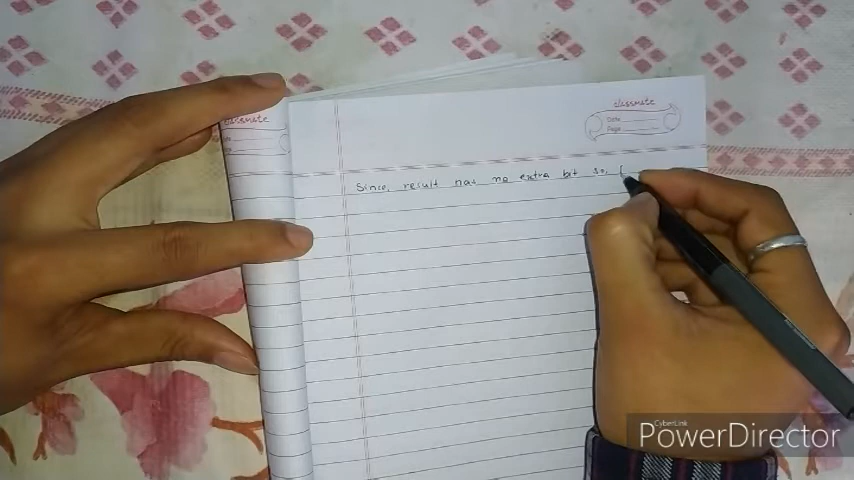 classmate
Date
Page
classmate
Since, result has no extra bit so, (
CyberLink
PowerDirector